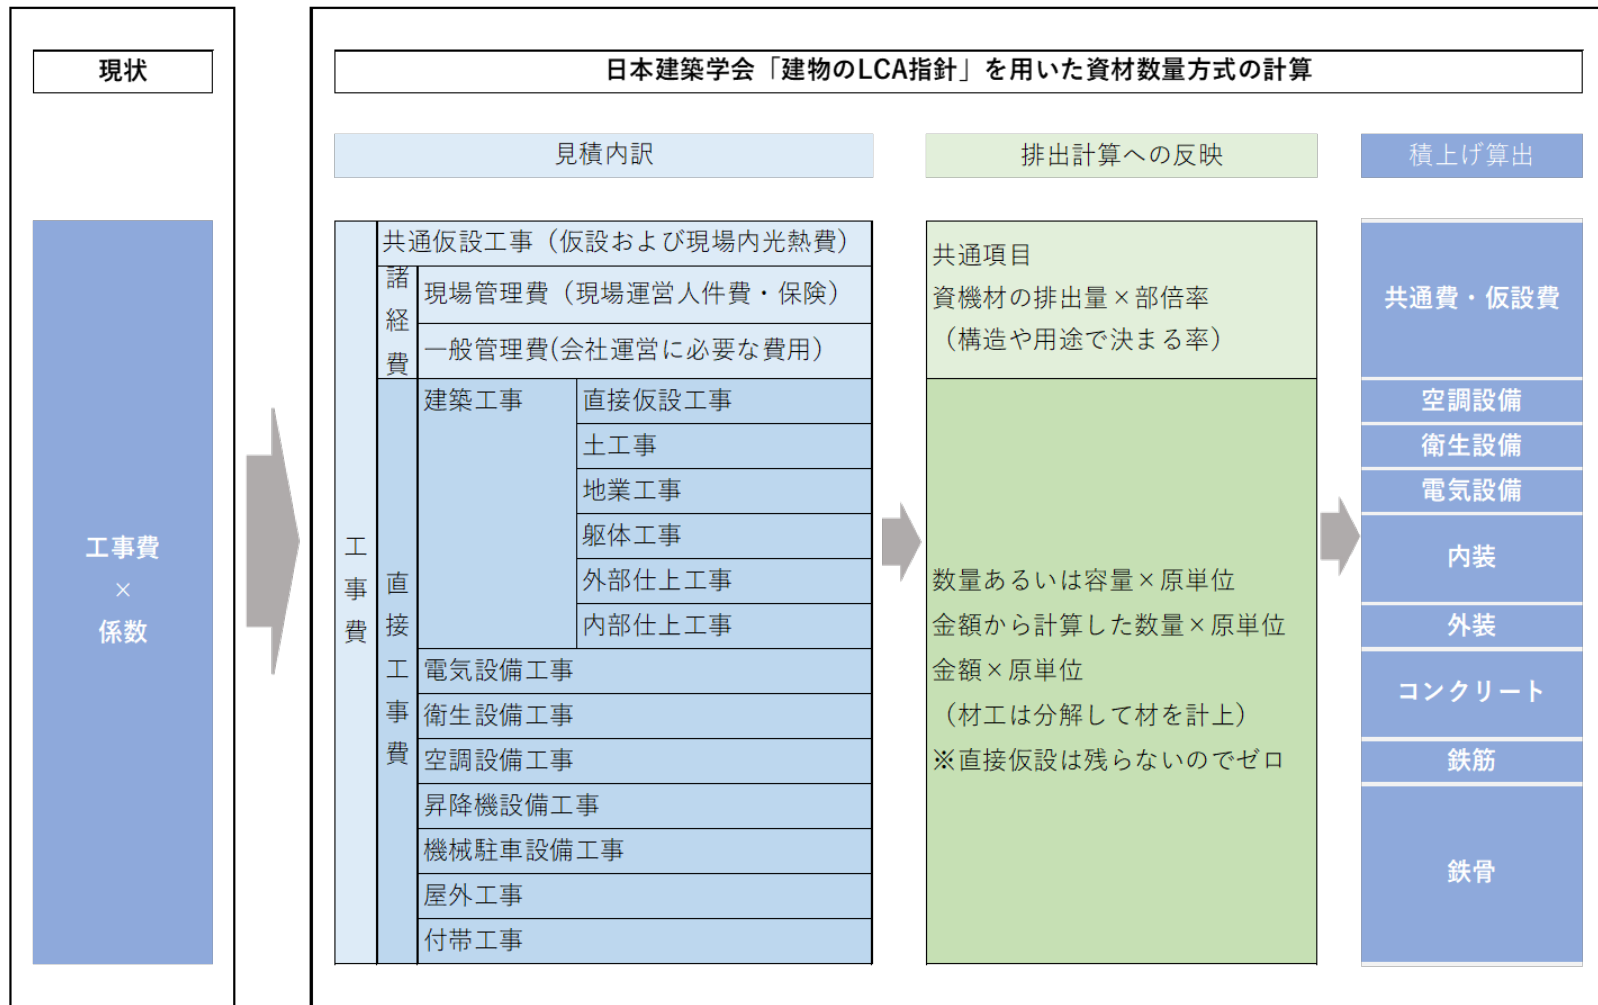 現状
工事費
×
係数
日本建築学会「建物のLCA指針」を用いた資材数量方式の計算
見積内訳
工事費
共通仮設工事（仮設および現場内光熱費）
諸経費
現場管理費（現場運営人件費・保険）
一般管理費(会社運営に必要な費用)
直接工事費
建築工事
直接仮設工事
土工事
地業工事
躯体工事
外部仕上工事
内部仕上工事
電気設備工事
衛生設備工事
空調設備工事
昇降機設備工事
機械駐車設備工事
屋外工事
付帯工事
排出計算への反映
共通項目
資機材の排出量×部倍率
（構造や用途で決まる率）
数量あるいは容量×原単位
金額から計算した数量×原単位
金額×原単位
（材工は分解して材を計上）
※直接仮設は残らないのでゼロ
積上げ算出
共通費・仮設費
空調設備
衛生設備
電気設備
内装
外装
コンクリート
鉄筋
鉄骨